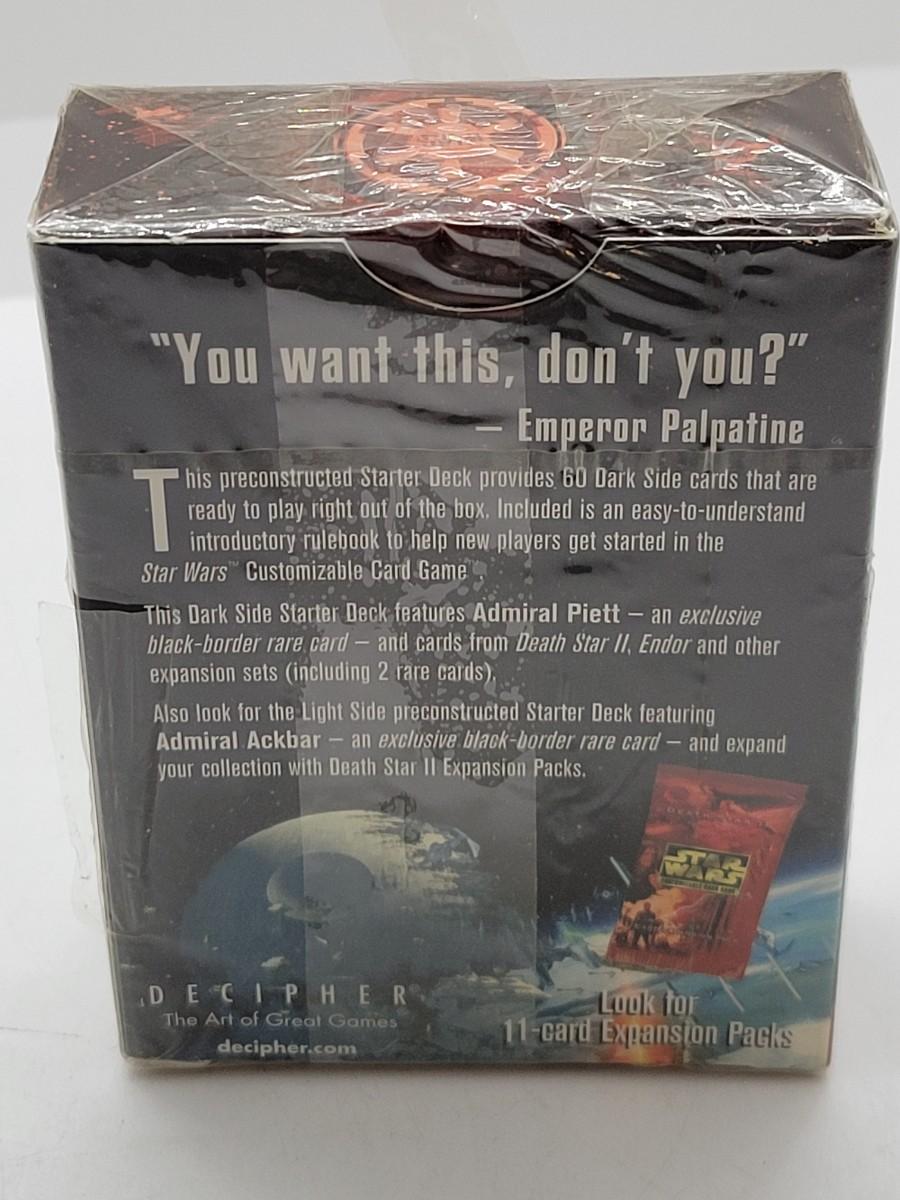 "You want this, don't you?"
– Emperor Palpatine
This preconstructed Starter Deck provides 60 Dark Side cards that are
ready to play right out of the box. Included is an easy-to-understand
introductory rulebook to help new players get started in the
Star Wars™ Customizable Card Game.
This Dark Side Starter Deck features Admiral Piett – an exclusive
black-border rare card – and cards from Death Star II, Endor and other
expansion sets (including 2 rare cards).
Also look for the Light Side preconstructed Starter Deck featuring
Admiral Ackbar – an exclusive black-border rare card – and expand
your collection with Death Star II Expansion Packs.
STAR
WARS
CUSTOMIZABLE CARD GAME
DECIPHER
The Art of Great Games
decipher.com
Look for
11-card Expansion Packs